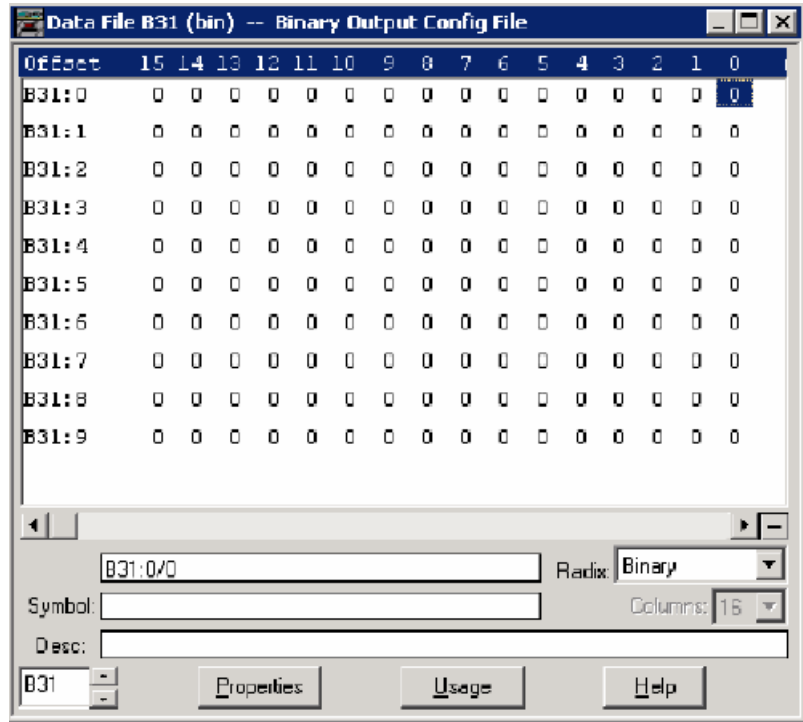 Data File B31 (bin) -- Binary Output Config File
Offset 15 14 13 12 11 10 9 8 7 6 5 4 3 2 1 0
B31:0 0 0 0 0 0 0 0 0 0 0 0 0 0 0 0 0
B31:1 0 0 0 0 0 0 0 0 0 0 0 0 0 0 0 0
B31:2 0 0 0 0 0 0 0 0 0 0 0 0 0 0 0 0
B31:3 0 0 0 0 0 0 0 0 0 0 0 0 0 0 0 0
B31:4 0 0 0 0 0 0 0 0 0 0 0 0 0 0 0 0
B31:5 0 0 0 0 0 0 0 0 0 0 0 0 0 0 0 0
B31:6 0 0 0 0 0 0 0 0 0 0 0 0 0 0 0 0
B31:7 0 0 0 0 0 0 0 0 0 0 0 0 0 0 0 0
B31:8 0 0 0 0 0 0 0 0 0 0 0 0 0 0 0 0
B31:9 0 0 0 0 0 0 0 0 0 0 0 0 0 0 0 0
B31:0/0 Radix: Binary
Symbol: Columns: 16
Desc:
B31 Properties Usage Help